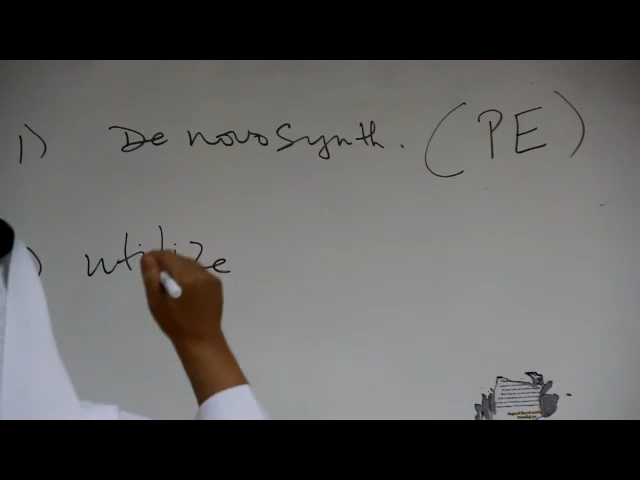 1) De novo Synth. (PE)
) utilize